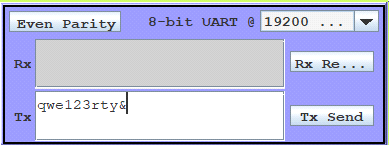 Even Parity 8-bit UART @ 19200 ...
Rx Rx Re...
qwe123rty&
Tx Tx Send